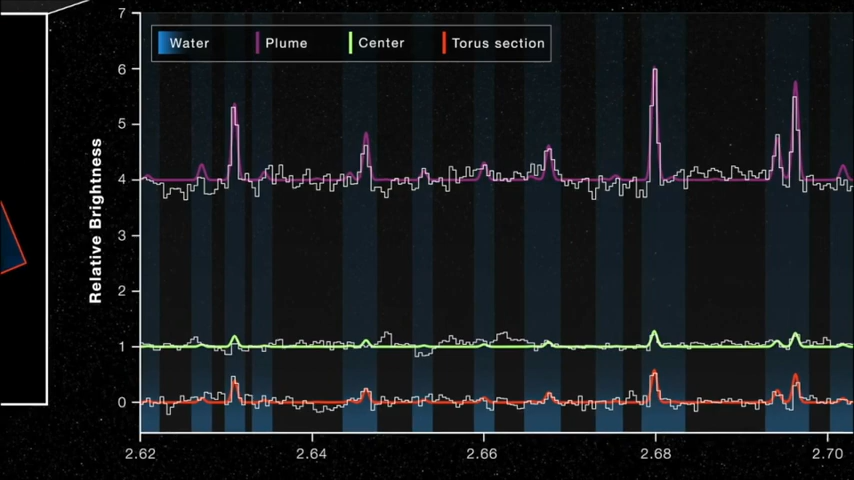 7
Water Plume Center Torus section
6
5
4
3
2
1
0
Relative Brightness
2.62 2.64 2.66 2.68 2.70